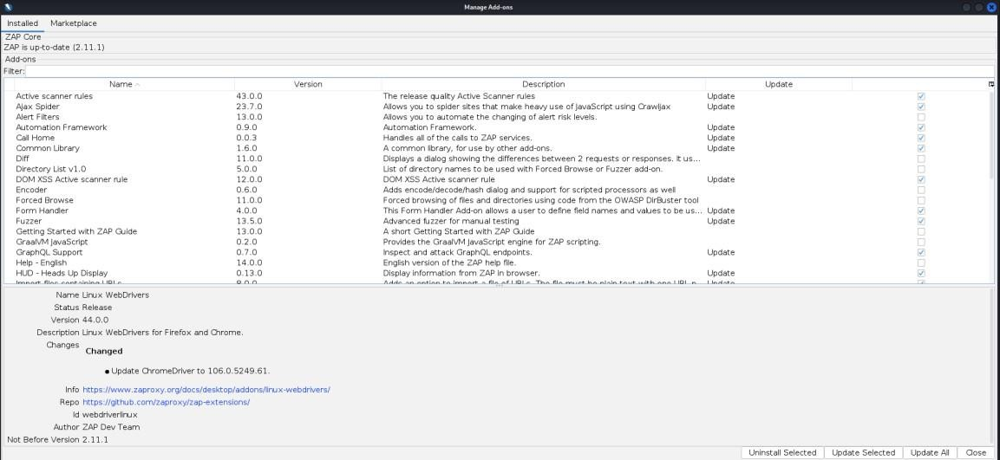 Manage Add-ons
Installed Marketplace
ZAP Core
ZAP is up-to-date (2.11.1)
Add-ons
Filter:
Name Version Description Update
Active scanner rules 43.0.0 The release quality Active Scanner rules Update
Ajax Spider 23.7.0 Allows you to spider sites that make heavy use of JavaScript using Crawljax Update
Alert Filters 13.0.0 Allows you to automate the changing of alert risk levels.
Automation Framework 0.9.0 Automation Framework. Update
Call Home 0.0.3 Handles all of the calls to ZAP services. Update
Common Library 1.6.0 A common library, for use by other add-ons. Update
Diff 11.0.0 Displays a dialog showing the differences between 2 requests or responses. It us...
Directory List v1.0 5.0.0 List of directory names to be used with Forced Browse or Fuzzer add-on.
DOM XSS Active scanner rule 12.0.0 DOM XSS Active scanner rule Update
Encoder 0.6.0 Adds encode/decode/hash dialog and support for scripted processors as well
Forced Browse 11.0.0 Forced browsing of files and directories using code from the OWASP DirBuster tool
Form Handler 4.0.0 This Form Handler Add-on allows a user to define field names and values to be us... Update
Fuzzer 13.5.0 Advanced fuzzer for manual testing Update
Getting Started with ZAP Guide 13.0.0 A short Getting Started with ZAP Guide
GraalVM JavaScript 0.2.0 Provides the GraalVM JavaScript engine for ZAP scripting.
GraphQL Support 0.7.0 Inspect and attack GraphQL endpoints. Update
Help - English 14.0.0 English version of the ZAP help file.
HUD - Heads Up Display 0.13.0 Display information from ZAP in browser. Update
Import files containing URLs 8.0.0 Adds an option to import a file of URLs. The file must be plain text with one URL p... Update
Name Linux WebDrivers
Status Release
Version 44.0.0
Description Linux WebDrivers for Firefox and Chrome.
Changes
Changed
• Update ChromeDriver to 106.0.5249.61.
Info https://www.zaproxy.org/docs/desktop/addons/linux-webdrivers/
Repo https://github.com/zaproxy/zap-extensions/
Id webdriverlinux
Author ZAP Dev Team
Not Before Version 2.11.1
Uninstall Selected Update Selected Update All Close